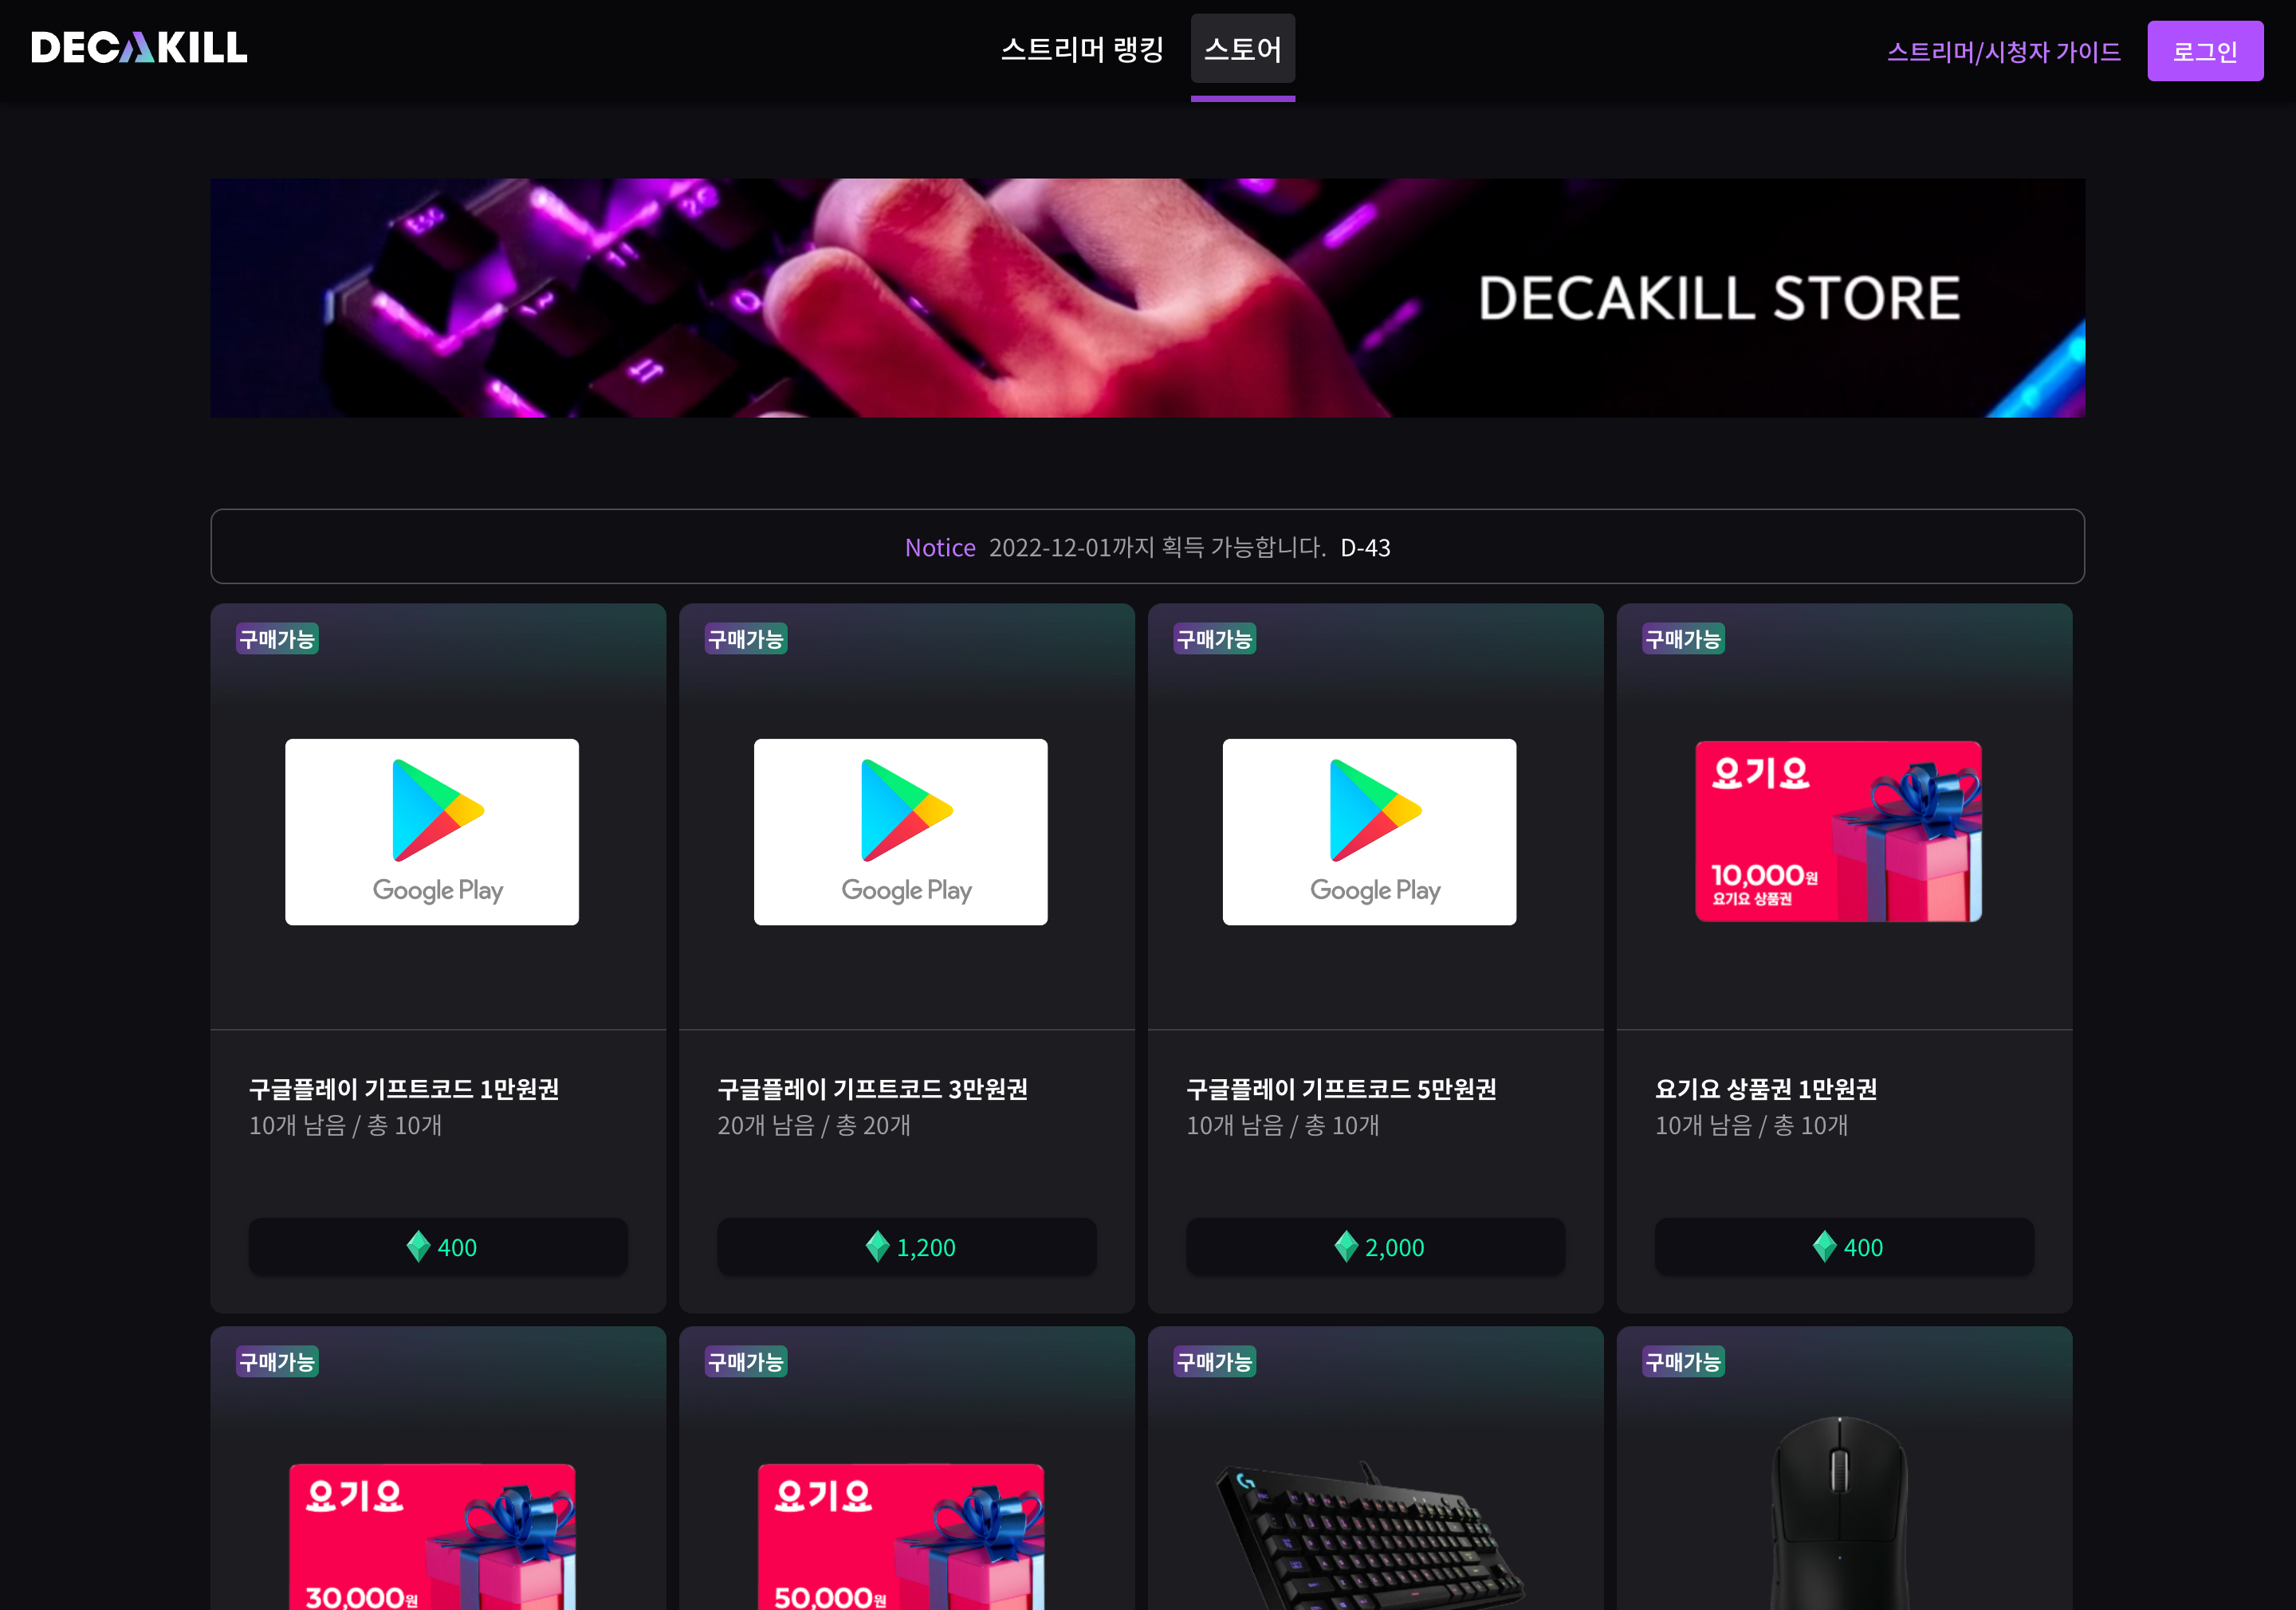 DECAKILL
스트리머 랭킹
스토어
스트리머/시청자 가이드
로그인
DECAKILL STORE
Notice 2022-12-01까지 획득 가능합니다. D-43
구매가능
Google Play
구글플레이 기프트코드 1만원권
10개 남음 / 총 10개
400
구매가능
Google Play
구글플레이 기프트코드 3만원권
20개 남음 / 총 20개
1,200
구매가능
Google Play
구글플레이 기프트코드 5만원권
10개 남음 / 총 10개
2,000
구매가능
요기요
10,000원
요기요 상품권
요기요 상품권 1만원권
10개 남음 / 총 10개
400
구매가능
요기요
30,000원
구매가능
요기요
50,000원
구매가능
구매가능